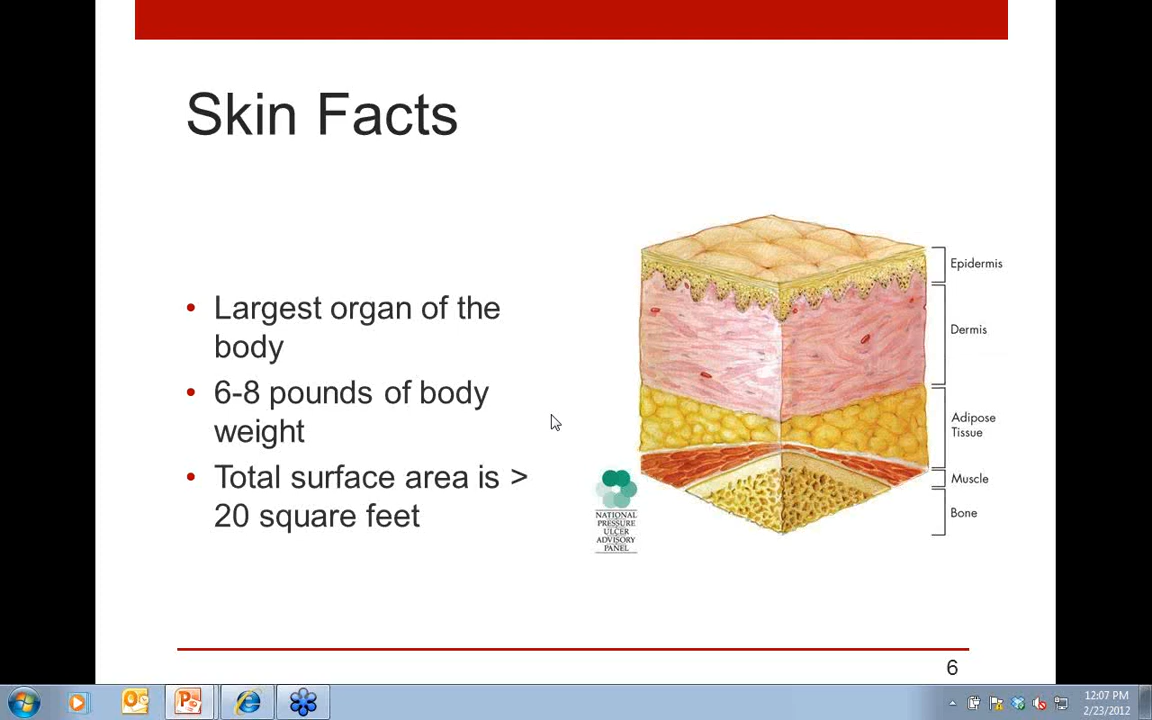 Skin Facts
• Largest organ of the
body
• 6-8 pounds of body
weight
• Total surface area is >
20 square feet
Epidermis
Dermis
Adipose
Tissue
Muscle
Bone
NATIONAL
PRESSURE
ULCER
ADVISORY
PANEL
6
12:07 PM
2/23/2012